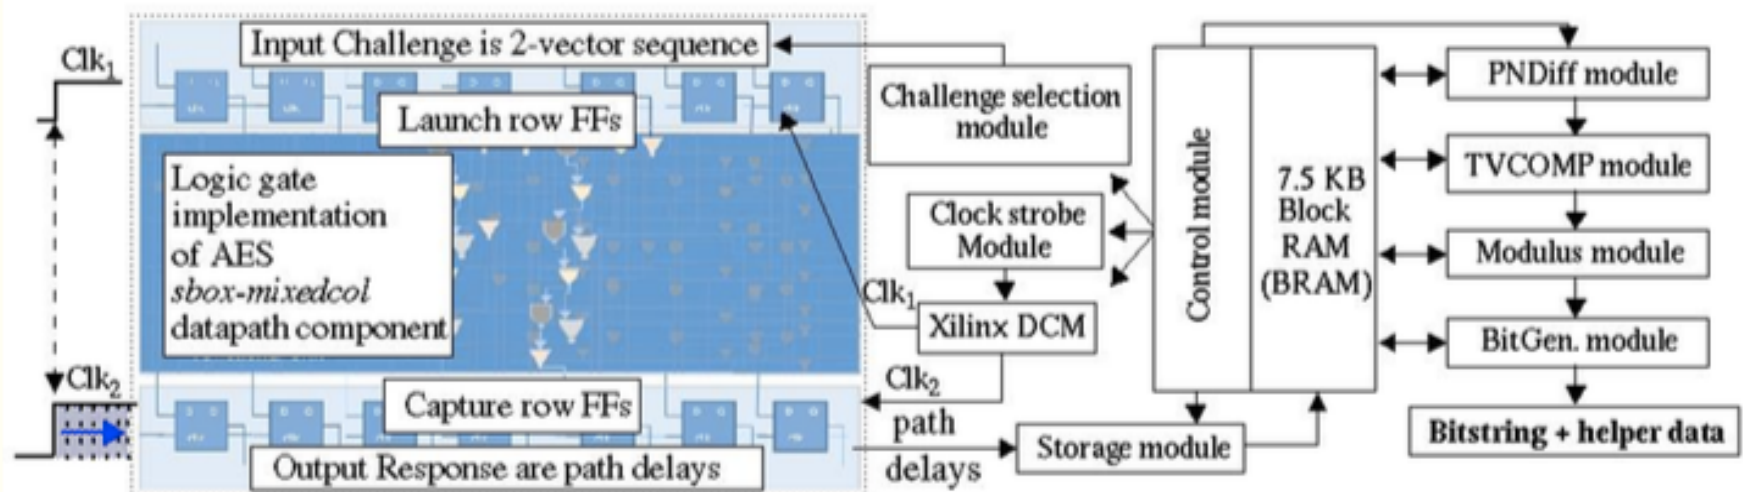 Clk1
Input Challenge is 2-vector sequence
Launch row FFs
Logic gate
implementation
of AES
sbox-mixedcol
datapath component
Clk2
Capture row FFs
Output Response are path delays
Challenge selection
module
Clock strobe
Module
Clk1
Xilinx DCM
Clk2
path
delays
Storage module
Control module
7.5 KB
Block
RAM
(BRAM)
PNDiff module
TVCOMP module
Modulus module
BitGen. module
Bitstring + helper data